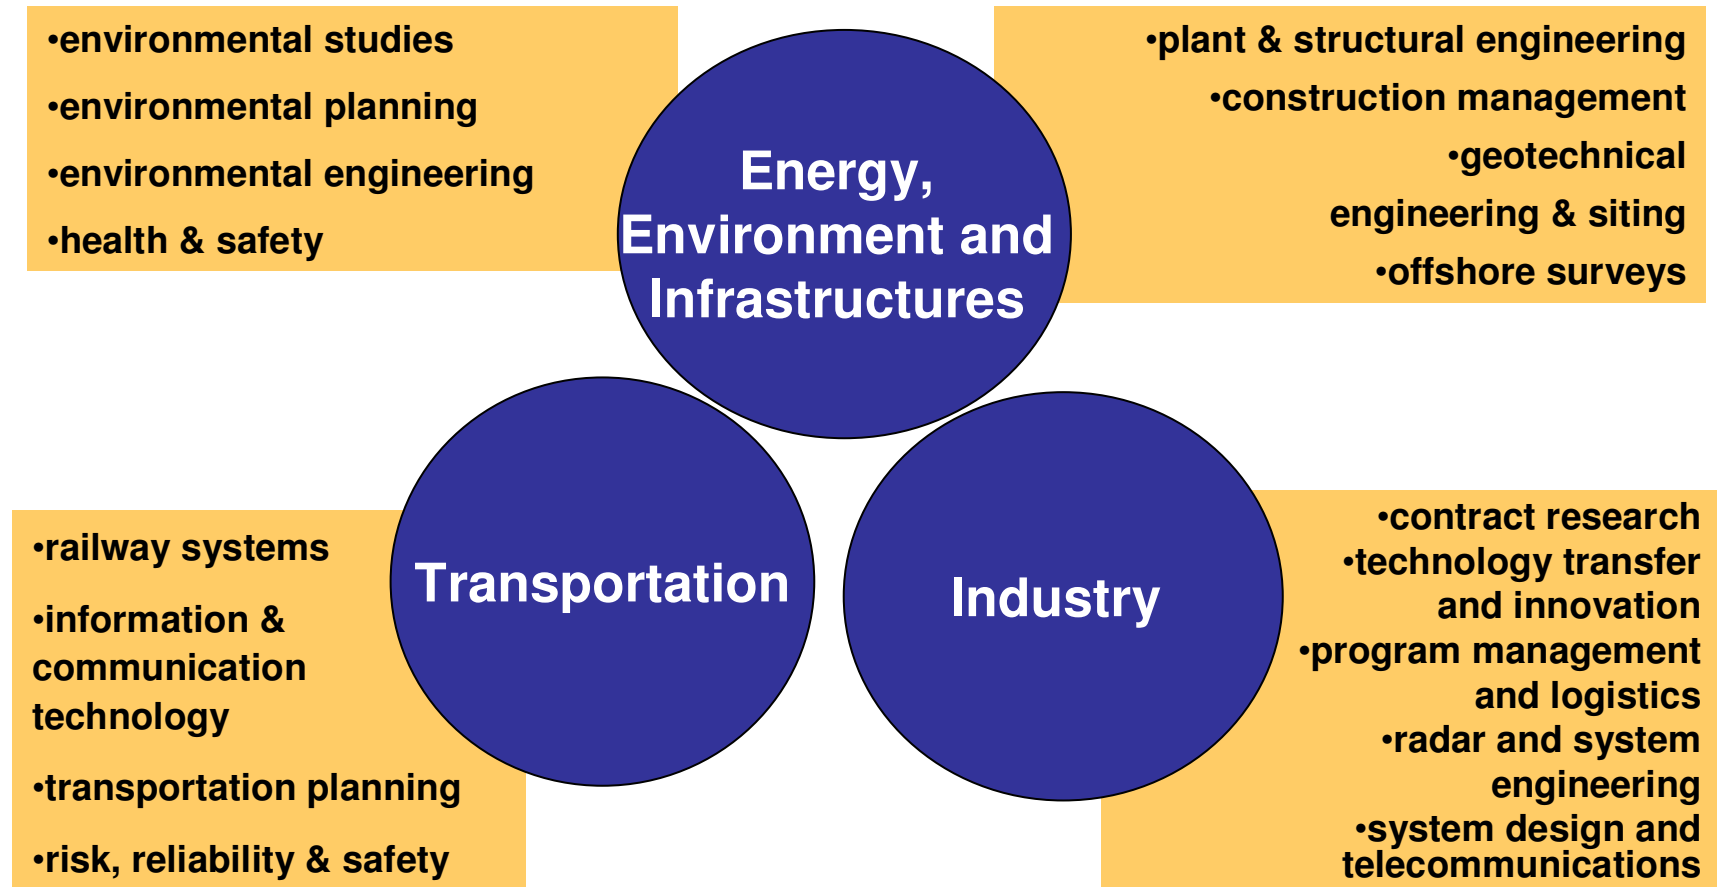 •environmental studies
•environmental planning
•environmental engineering
•health & safety
•plant & structural engineering
•construction management
•geotechnical
engineering & siting
•offshore surveys
Energy,
Environment and
Infrastructures
Transportation
Industry
•railway systems
•information &
communication
technology
•transportation planning
•risk, reliability & safety
•contract research
•technology transfer
and innovation
•program management
and logistics
•radar and system
engineering
•system design and
telecommunications